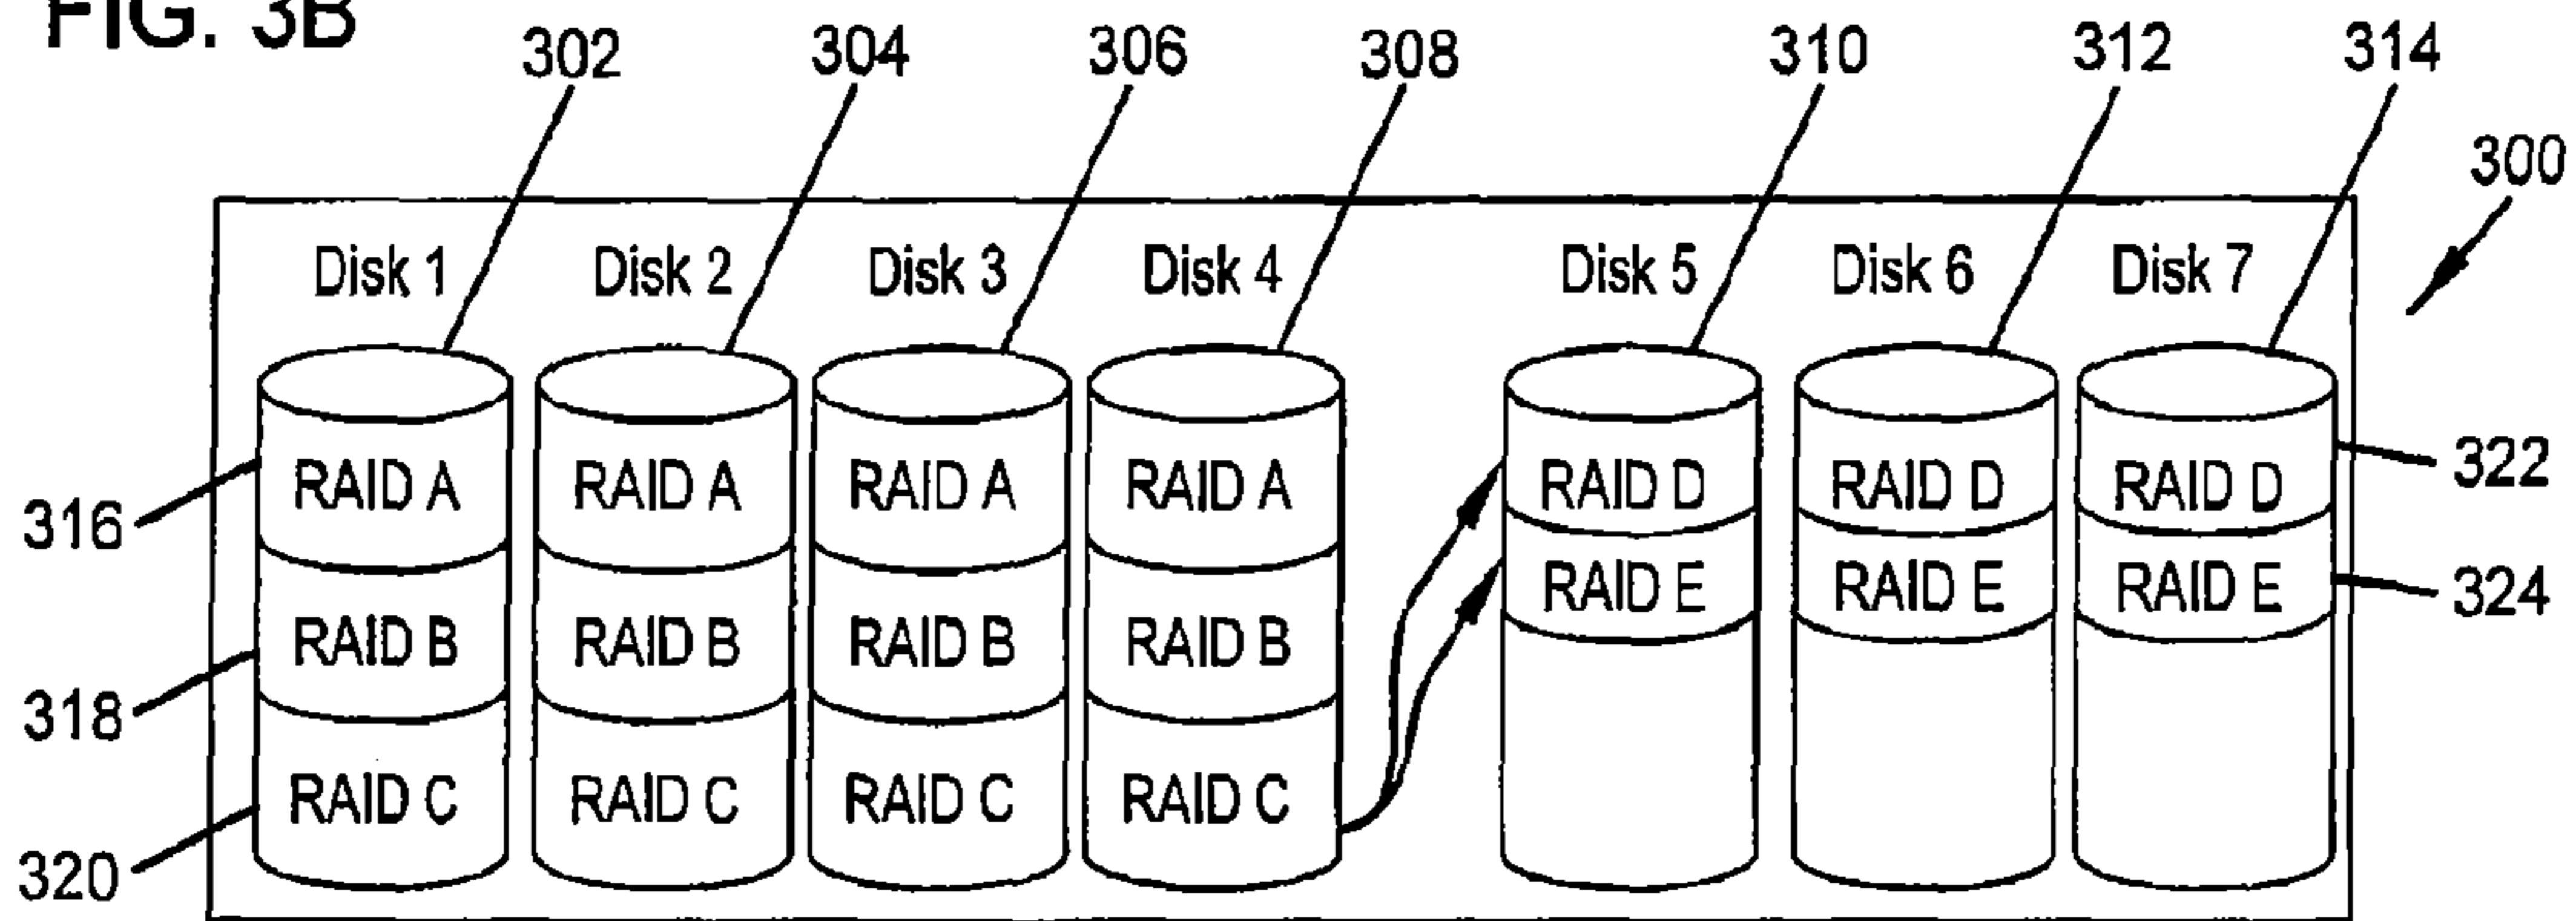 FIG. 3B
302 304 306 308 310 312 314
300
Disk 1 Disk 2 Disk 3 Disk 4 Disk 5 Disk 6 Disk 7
316 RAID A RAID A RAID A RAID A RAID D RAID D RAID D 322
318 RAID B RAID B RAID B RAID B RAID E RAID E RAID E 324
320 RAID C RAID C RAID C RAID C